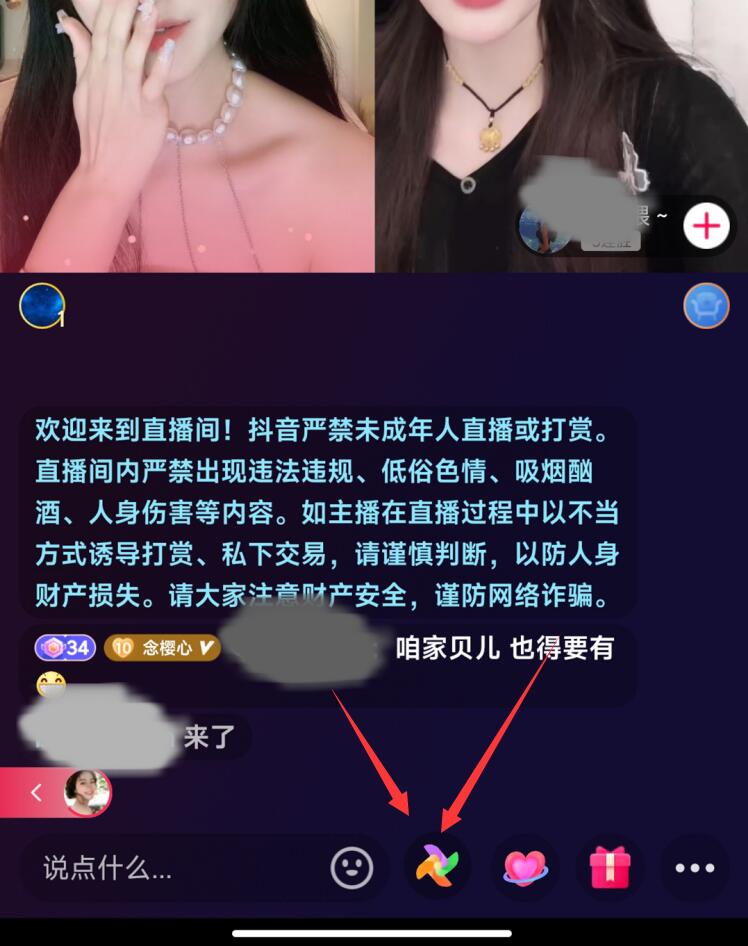 1
欢迎来到直播间！抖音严禁未成年人直播或打赏。
直播间内严禁出现违法违规、低俗色情、吸烟酗
酒、人身伤害等内容。如主播在直播过程中以不当
方式诱导打赏、私下交易，请谨慎判断，以防人身
财产损失。请大家注意财产安全，谨防网络诈骗。
34 10 念樱心 咱家贝儿 也得要有
来了
说点什么...